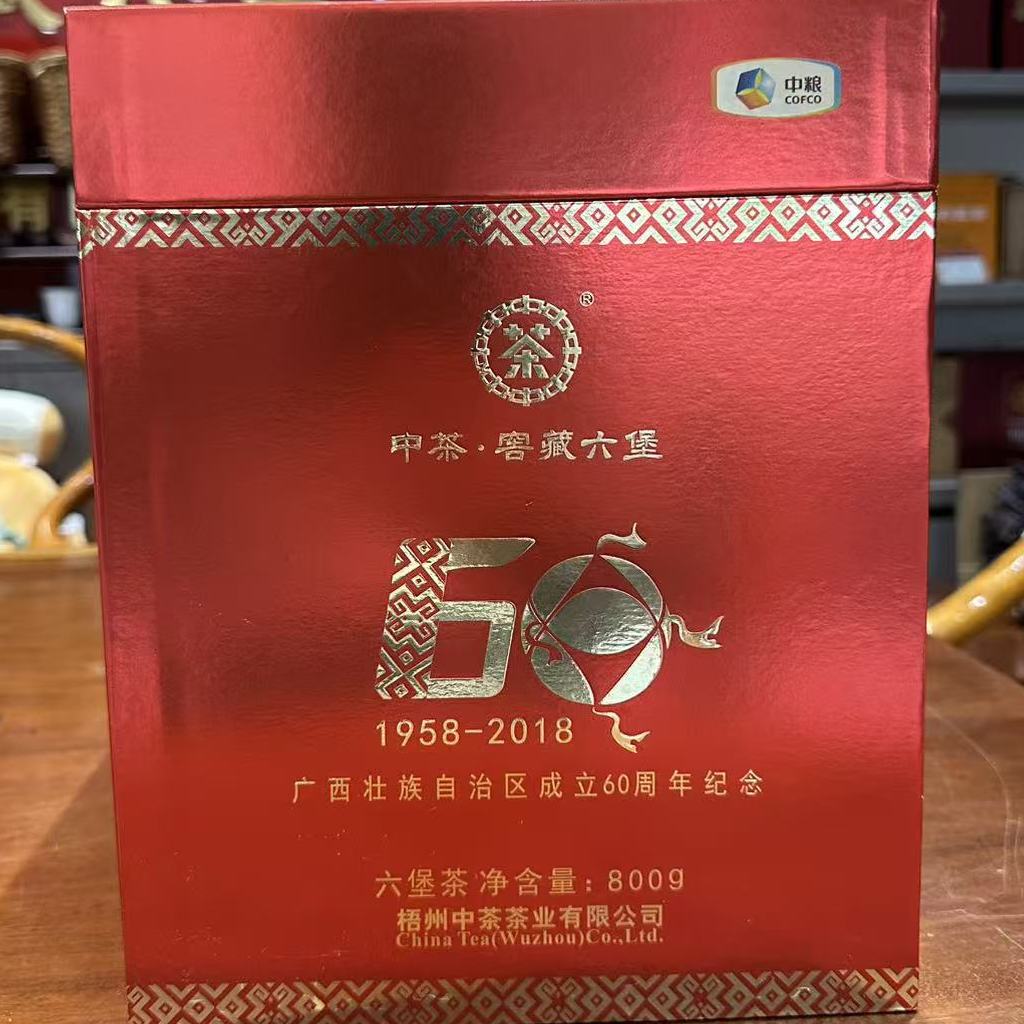 中粮
COFCO
茶®
中茶·窖藏六堡
60
1958-2018
广西壮族自治区成立60周年纪念
六堡茶 净含量：800g
梧州中茶茶业有限公司
China Tea(Wuzhou)Co.,Ltd.